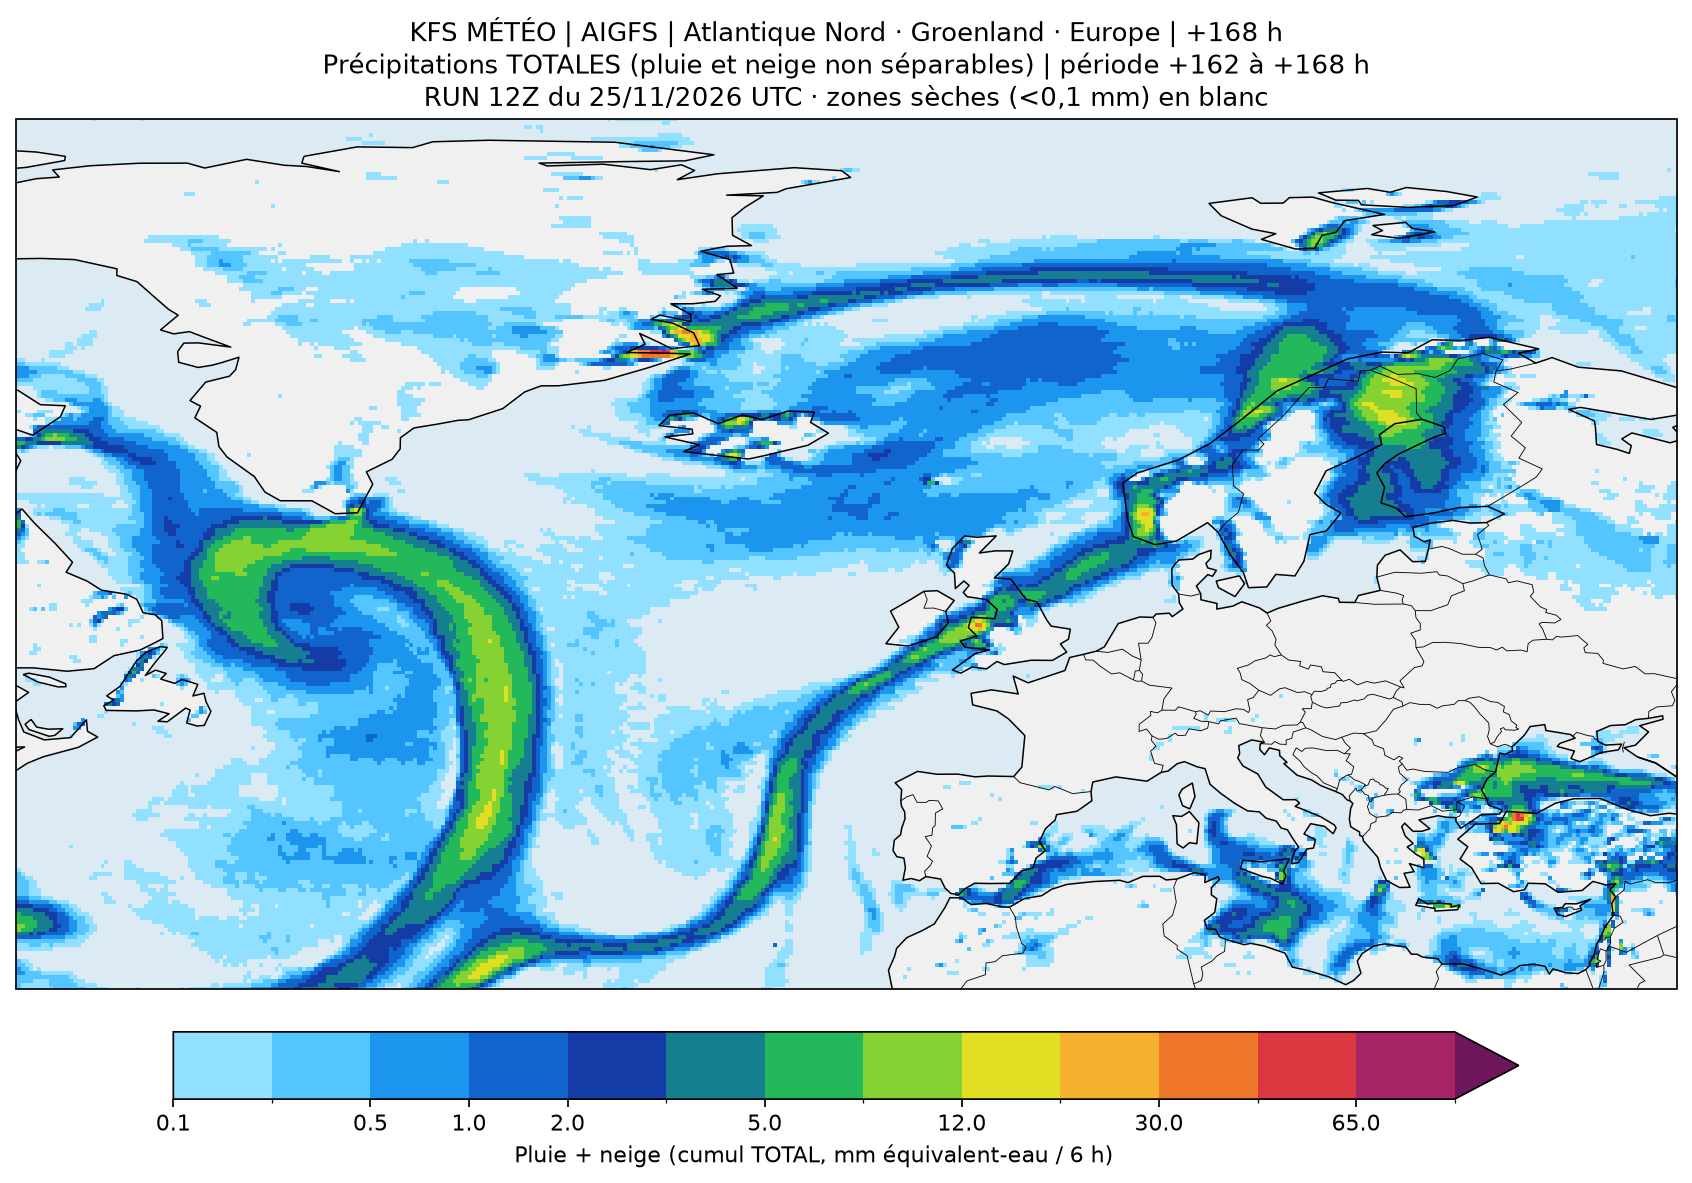 KFS MÉTÉO | AIGFS | Atlantique Nord · Groenland · Europe | +168 h
Précipitations TOTALES (pluie et neige non séparables) | période +162 à +168 h
RUN 12Z du 25/11/2026 UTC · zones sèches (<0,1 mm) en blanc
0.1 0.5 1.0 2.0 5.0 12.0 30.0 65.0
Pluie + neige (cumul TOTAL, mm équivalent-eau / 6 h)